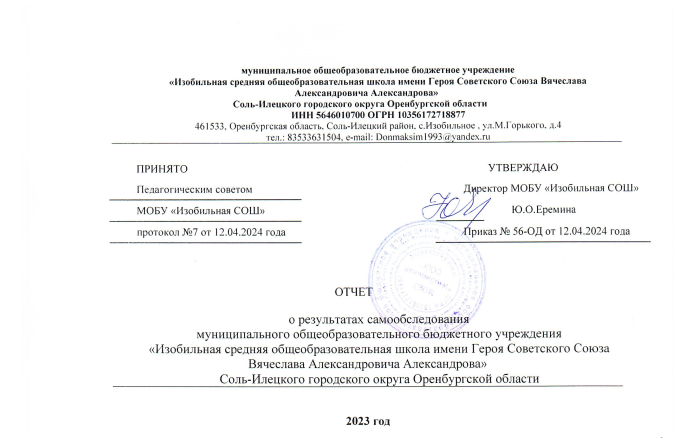 муниципальное общеобразовательное бюджетное учреждение
«Изобильная средняя общеобразовательная школа имени Героя Советского Союза Вячеслава
Александровича Александрова»
Соль-Илецкого городского округа Оренбургской области
ИНН 5646010700 ОГРН 10356172718877
461533, Оренбургская область, Соль-Илецкий район, с.Изобильное , ул.М.Горького, д.4
тел.: 83533631504, e-mail: Donmaksim1993@yandex.ru
ПРИНЯТО
Педагогическим советом
МОБУ «Изобильная СОШ»
протокол №7 от 12.04.2024 года
УТВЕРЖДАЮ
Директор МОБУ «Изобильная СОШ»
Ю.О.Еремина
Приказ № 56-ОД от 12.04.2024 года
ОТЧЕТ
о результатах самообследования
муниципального общеобразовательного бюджетного учреждения
«Изобильная средняя общеобразовательная школа имени Героя Советского Союза
Вячеслава Александровича Александрова»
Соль-Илецкого городского округа Оренбургской области
2023 год